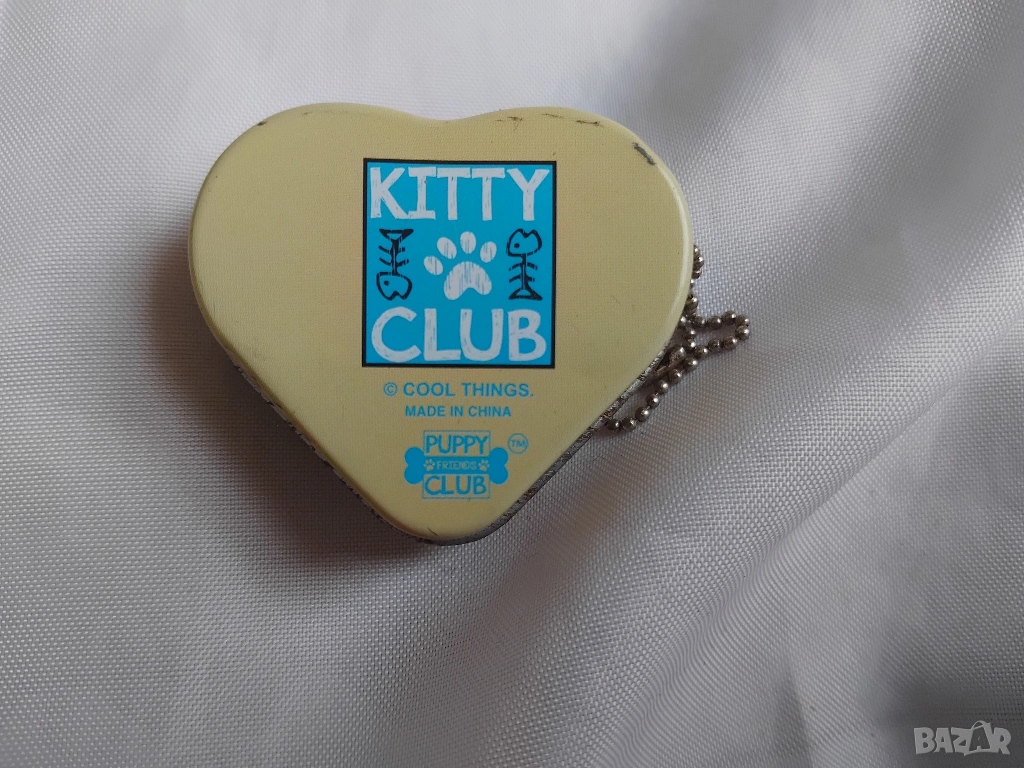 KITTY
CLUB
© COOL THINGS.
MADE IN CHINA
PUPPY
FRIENDS
CLUB
TM
BAZAR